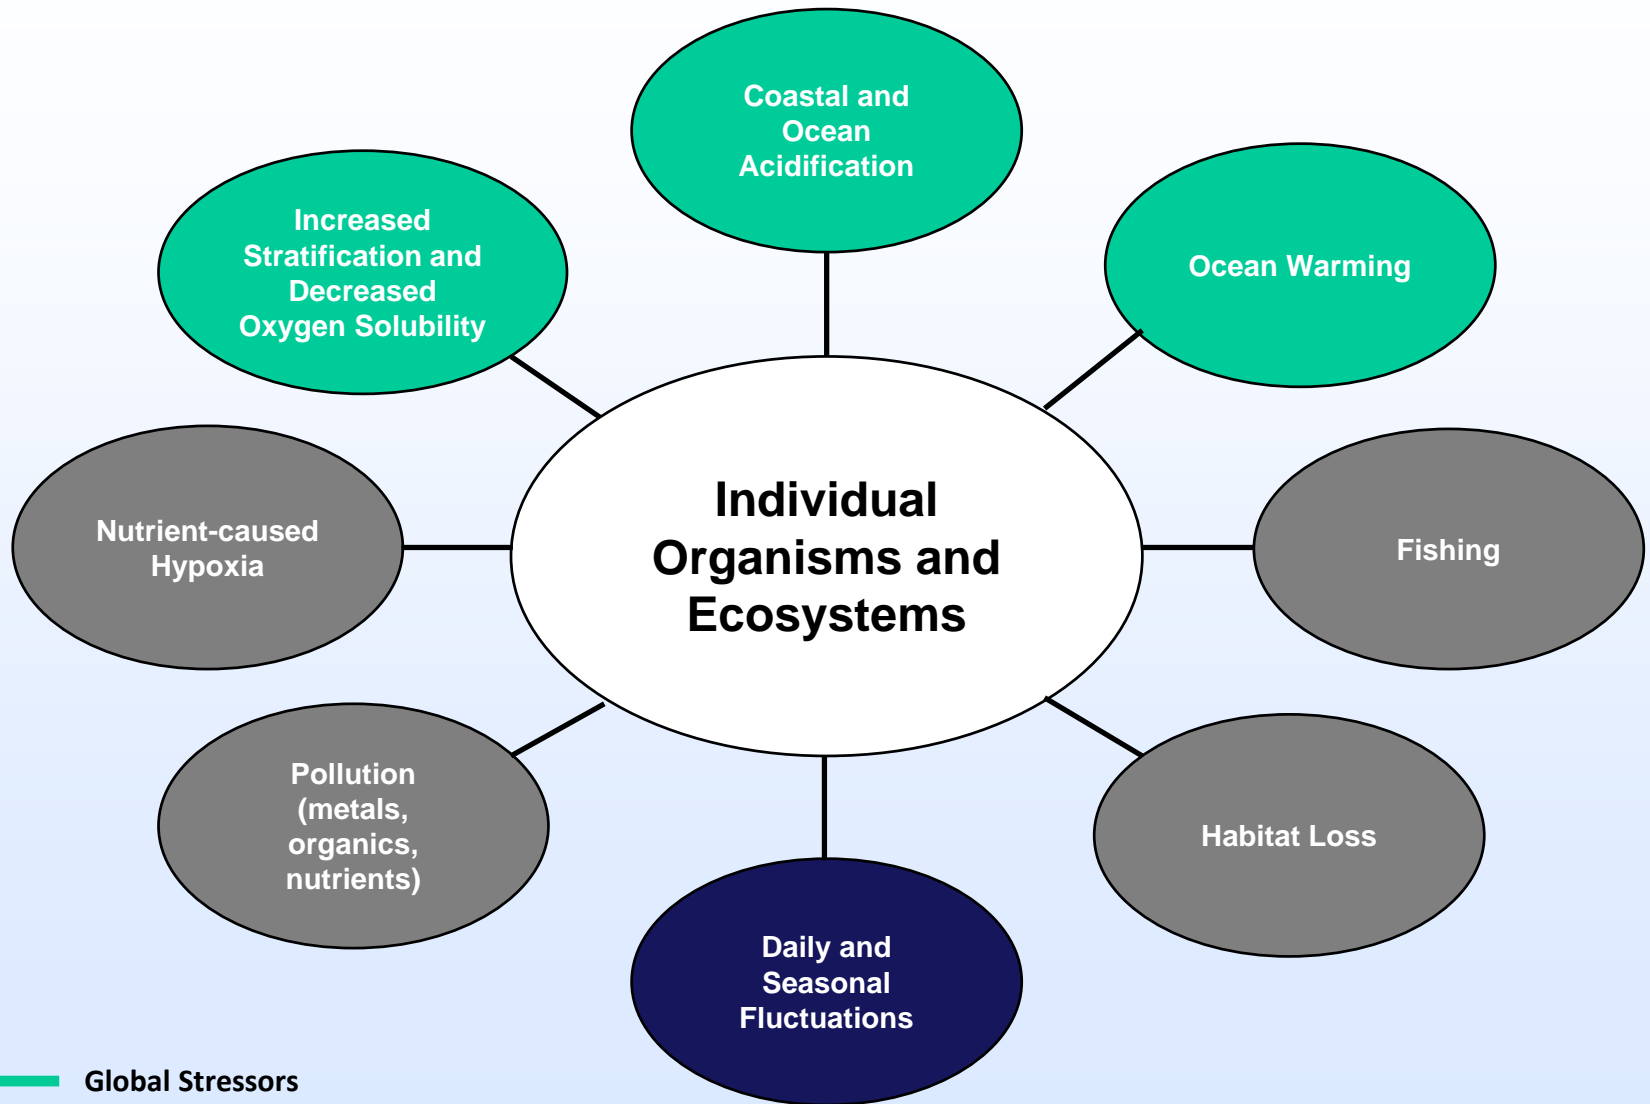 Coastal and
Ocean
Acidification
Increased
Stratification and
Decreased
Oxygen Solubility
Ocean Warming
Individual
Organisms and
Ecosystems
Nutrient-caused
Hypoxia
Fishing
Pollution
(metals,
organics,
nutrients)
Habitat Loss
Daily and
Seasonal
Fluctuations
Global Stressors